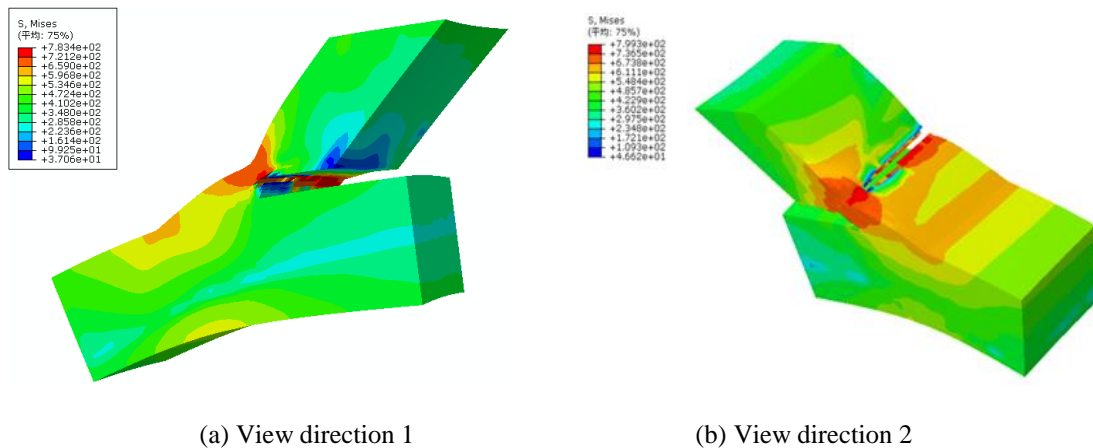 S, Mises
(平均: 75%)
+7.834e+02
+7.212e+02
+6.590e+02
+5.968e+02
+5.346e+02
+4.724e+02
+4.102e+02
+3.480e+02
+2.858e+02
+2.236e+02
+1.614e+02
+9.925e+01
+3.706e+01
(a) View direction 1
S, Mises
(平均: 75%)
+7.993e+02
+7.365e+02
+6.738e+02
+6.111e+02
+5.484e+02
+4.857e+02
+4.229e+02
+3.602e+02
+2.975e+02
+2.348e+02
+1.721e+02
+1.093e+02
+4.662e+01
(b) View direction 2